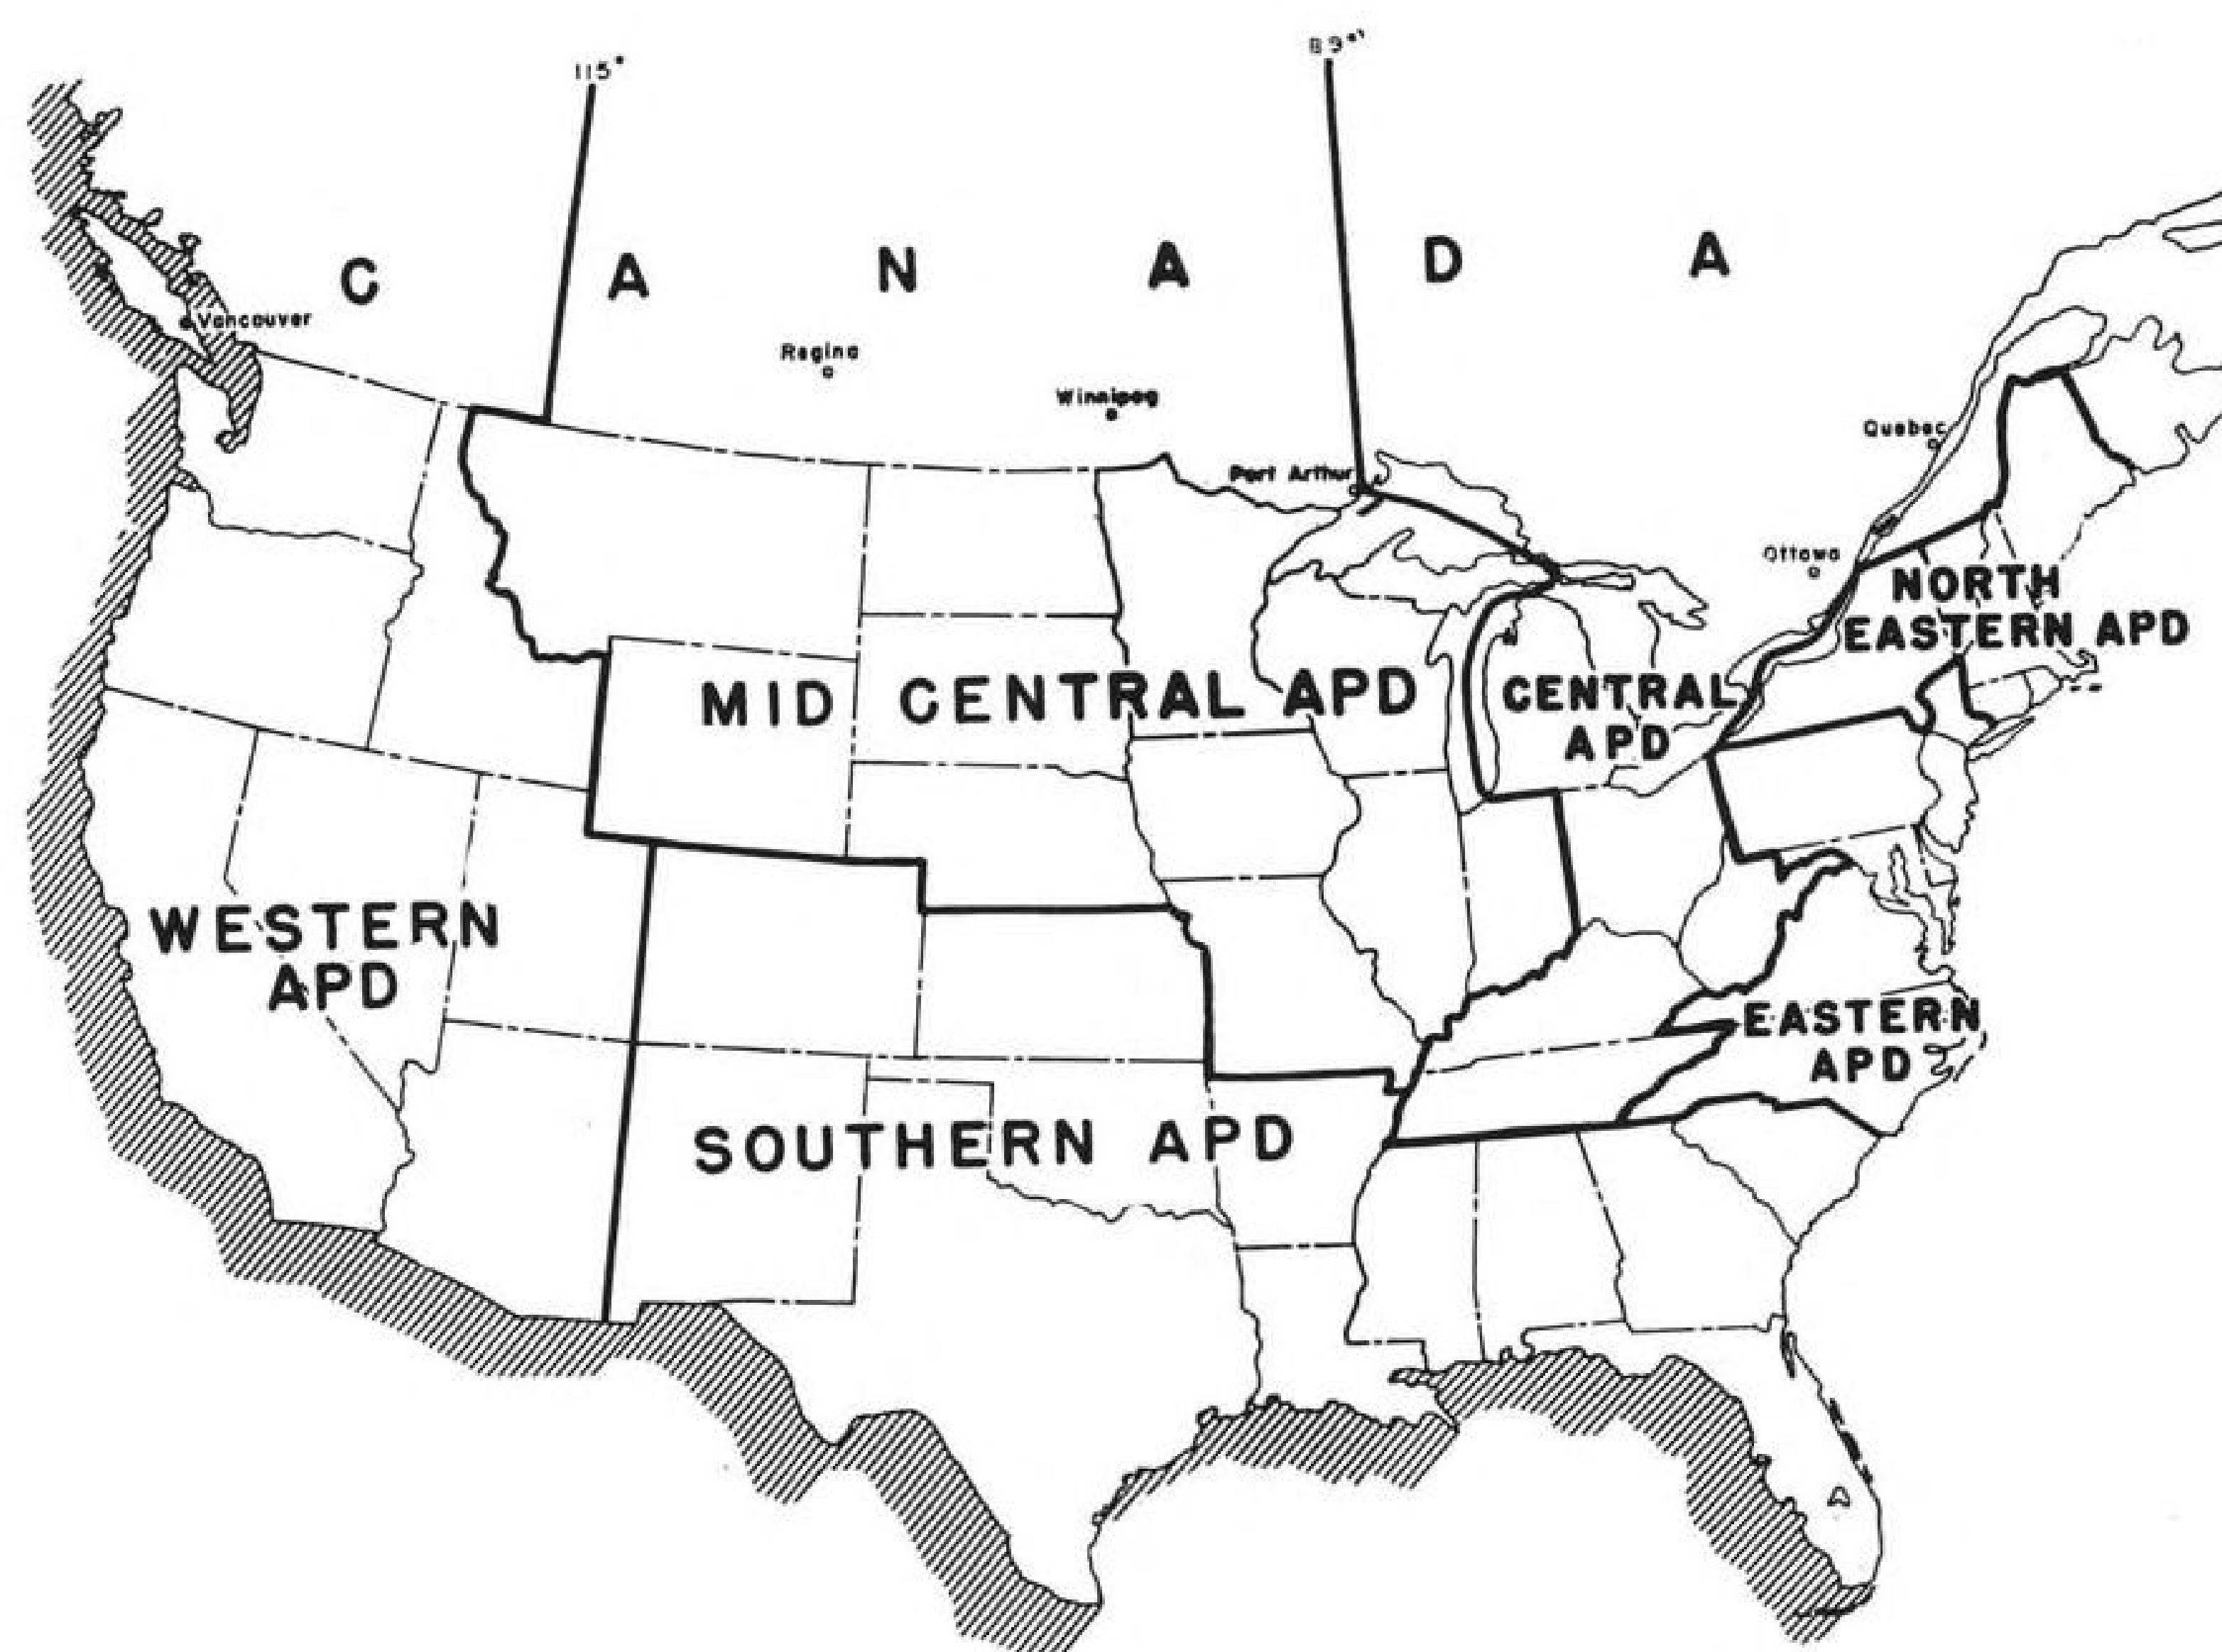 115°
89°
C A N A D A
Vancouver
Regina
Winnipeg
Port Arthur
Quebec
Ottawa
NORTH
EASTERN APD
MID CENTRAL APD
CENTRAL
APD
WESTERN
APD
EASTERN
APD
SOUTHERN APD